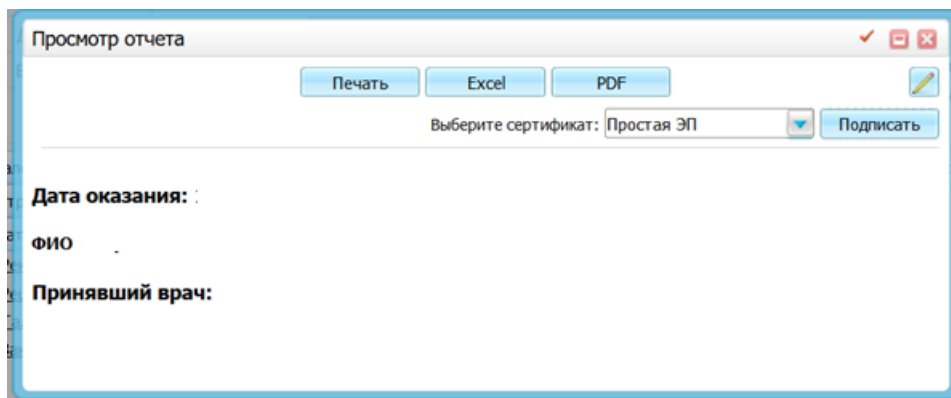 Просмотр отчета
Печать Excel PDF
Выберите сертификат: Простая ЭП Подписать
Дата оказания:
ФИО
Принявший врач: